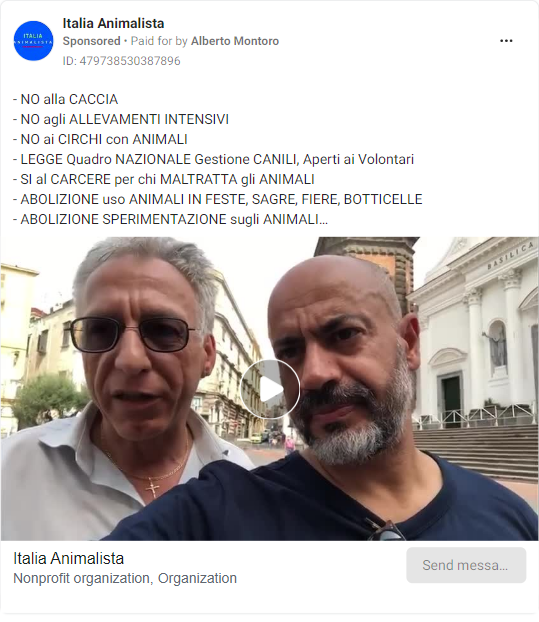 Italia Animalista
Sponsored • Paid for by Alberto Montoro
ID: 479738530387896
ITALIA
ANIMALISTA
- NO alla CACCIA
- NO agli ALLEVAMENTI INTENSIVI
- NO ai CIRCHI con ANIMALI
- LEGGE Quadro NAZIONALE Gestione CANILI, Aperti ai Volontari
- SI al CARCERE per chi MALTRATTA gli ANIMALI
- ABOLIZIONE uso ANIMALI IN FESTE, SAGRE, FIERE, BOTTICELLE
- ABOLIZIONE SPERIMENTAZIONE sugli ANIMALI...
BASILICA
Italia Animalista
Nonprofit organization, Organization
Send messa...